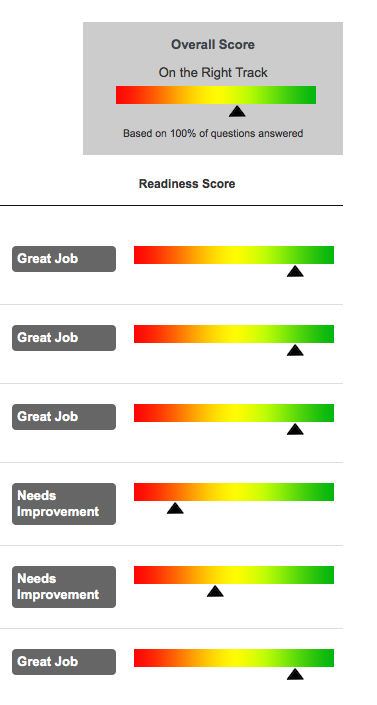 Overall Score
On the Right Track
Based on 100% of questions answered
Readiness Score
Great Job
Great Job
Great Job
Needs
Improvement
Needs
Improvement
Great Job